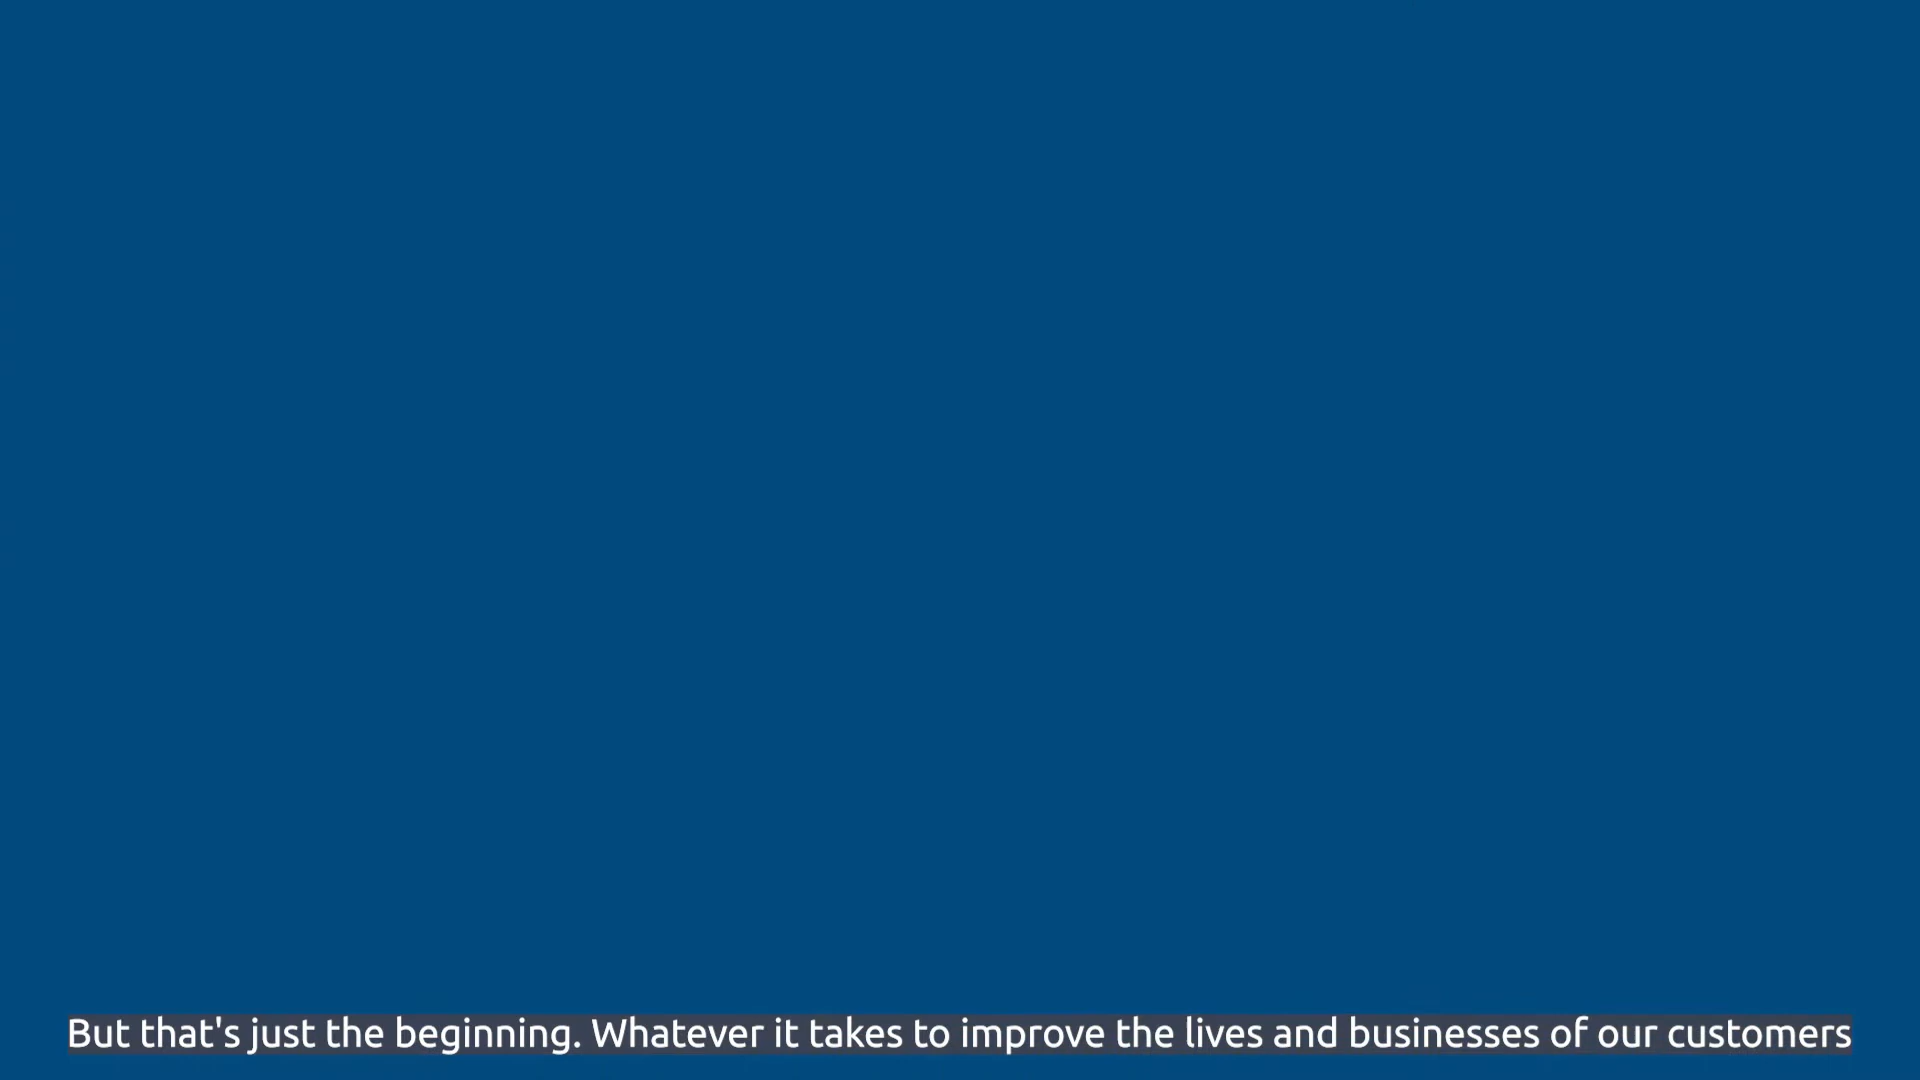 But that's just the beginning. Whatever it takes to improve the lives and businesses of our customers